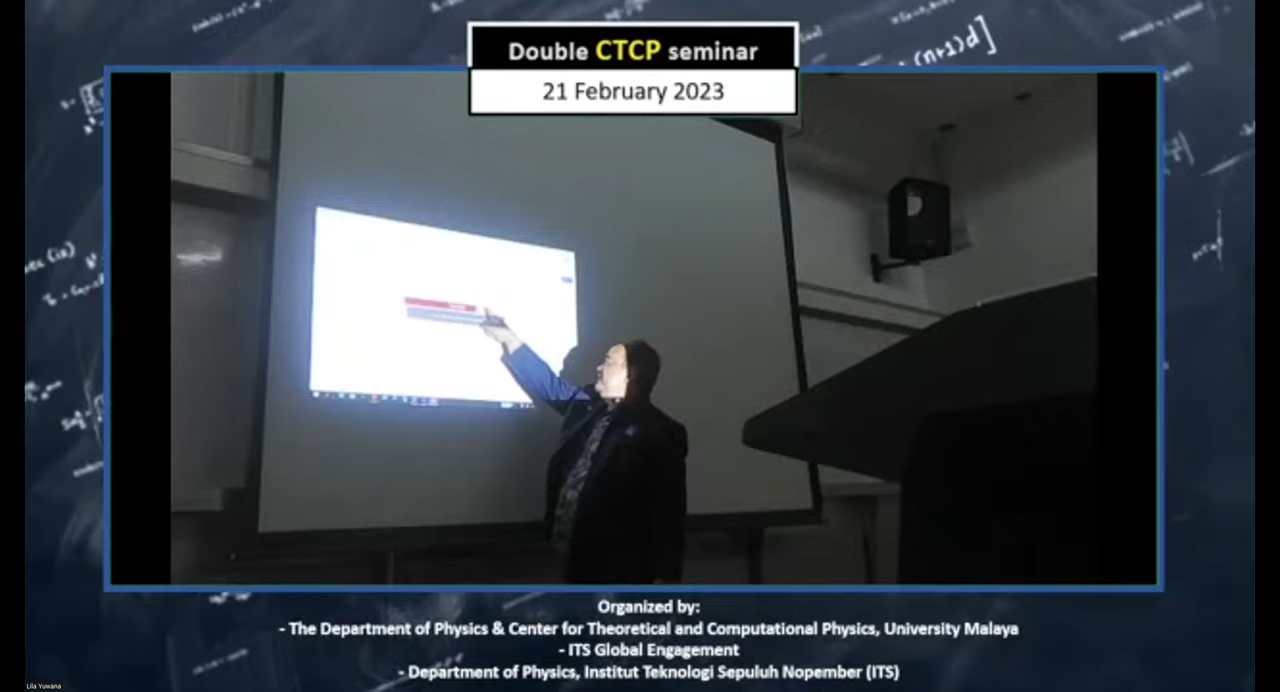 Double CTCP seminar
21 February 2023
(n+1)d]
Organized by:
- The Department of Physics & Center for Theoretical and Computational Physics, University Malaya
- ITS Global Engagement
- Department of Physics, Institut Teknologi Sepuluh Nopember (ITS)
Lila Yuwana